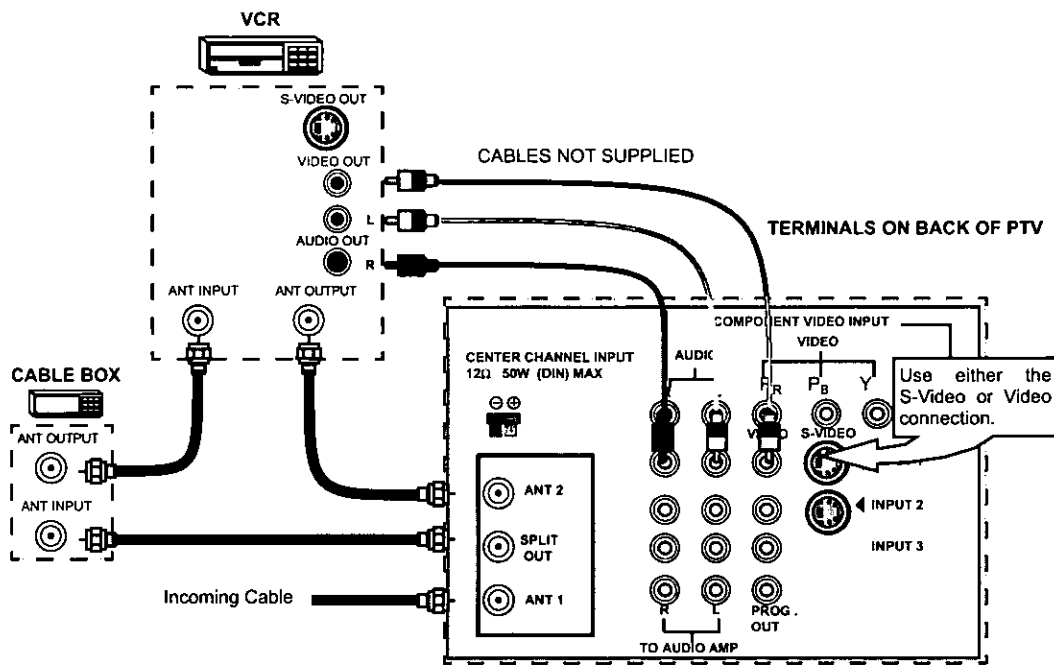 VCR
S-VIDEO OUT
VIDEO OUT
L
AUDIO OUT
R
ANT INPUT
ANT OUTPUT
CABLES NOT SUPPLIED
TERMINALS ON BACK OF PTV
CABLE BOX
ANT OUTPUT
ANT INPUT
Incoming Cable
COMPONENT VIDEO INPUT
VIDEO
CENTER CHANNEL INPUT
12Ω 50W (DIN) MAX
PB
Y
Use either the
S-Video or Video
connection.
S-VIDEO
ANT 2
SPLIT
OUT
ANT 1
INPUT 2
INPUT 3
R
L
PROG.
OUT
TO AUDIO AMP